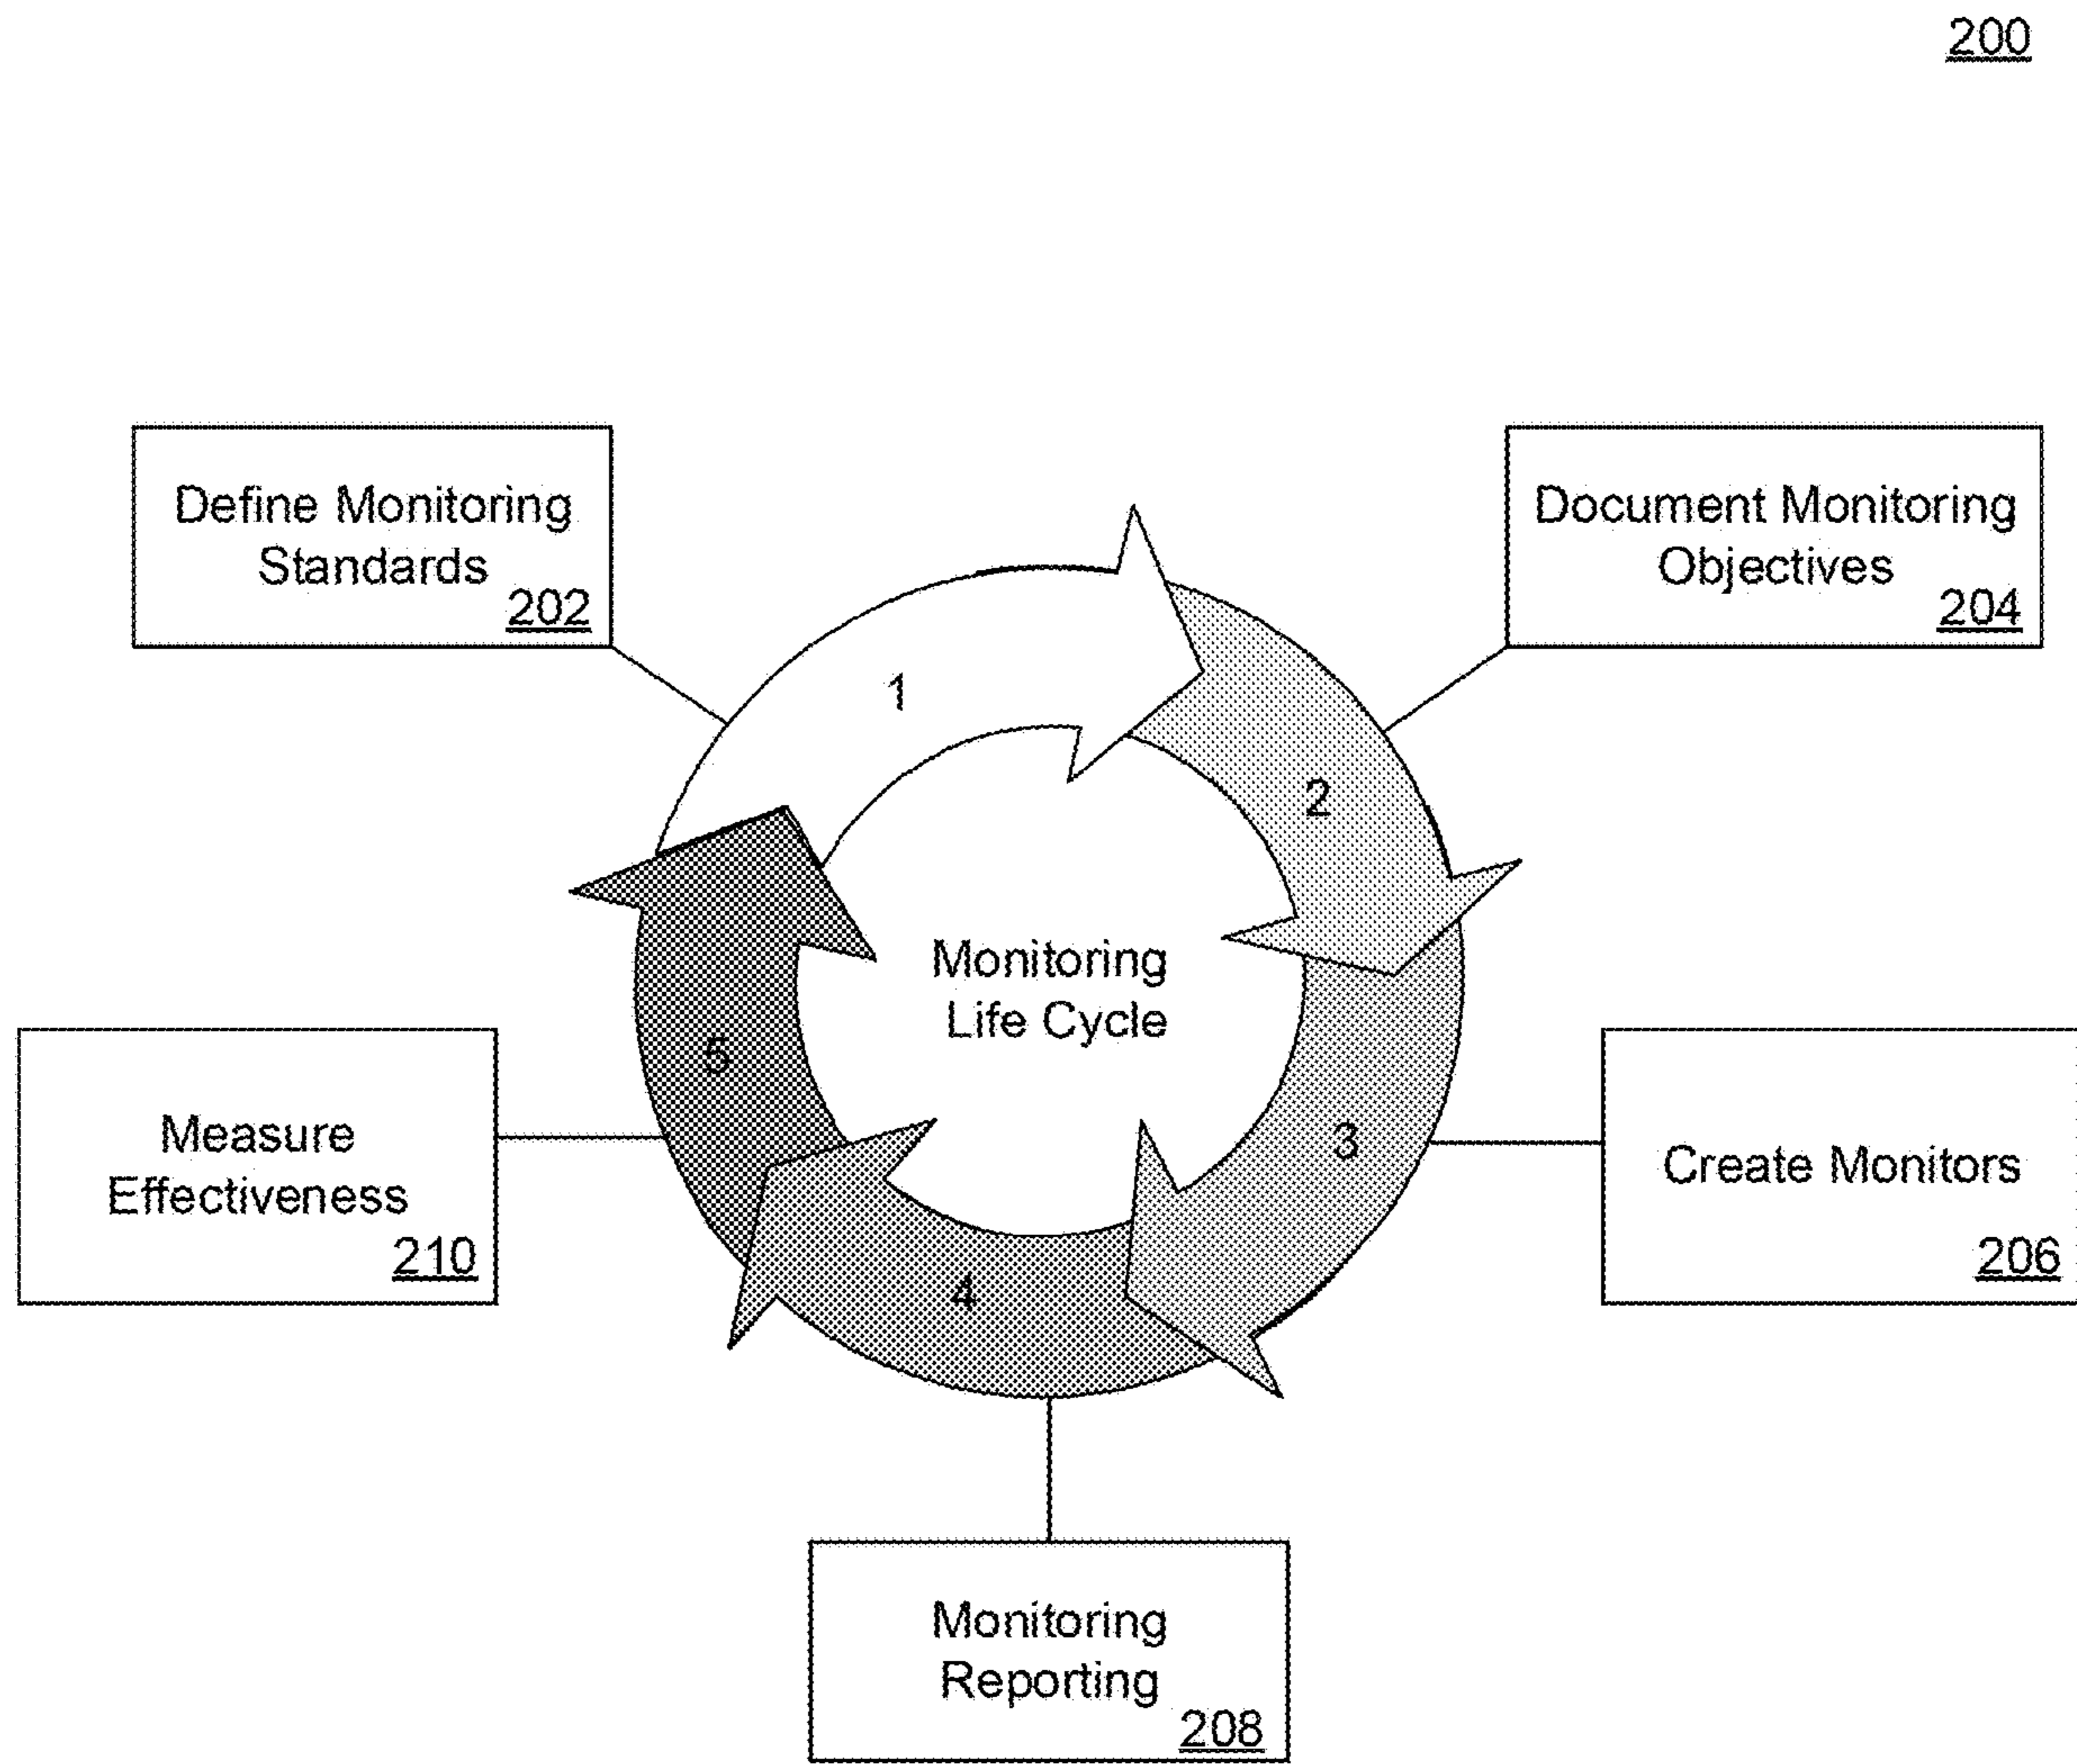 200
Define Monitoring
Standards
202
Document Monitoring
Objectives
204
1
2
Monitoring
Life Cycle
5
3
4
Measure
Effectiveness
210
Create Monitors
206
Monitoring
Reporting
208